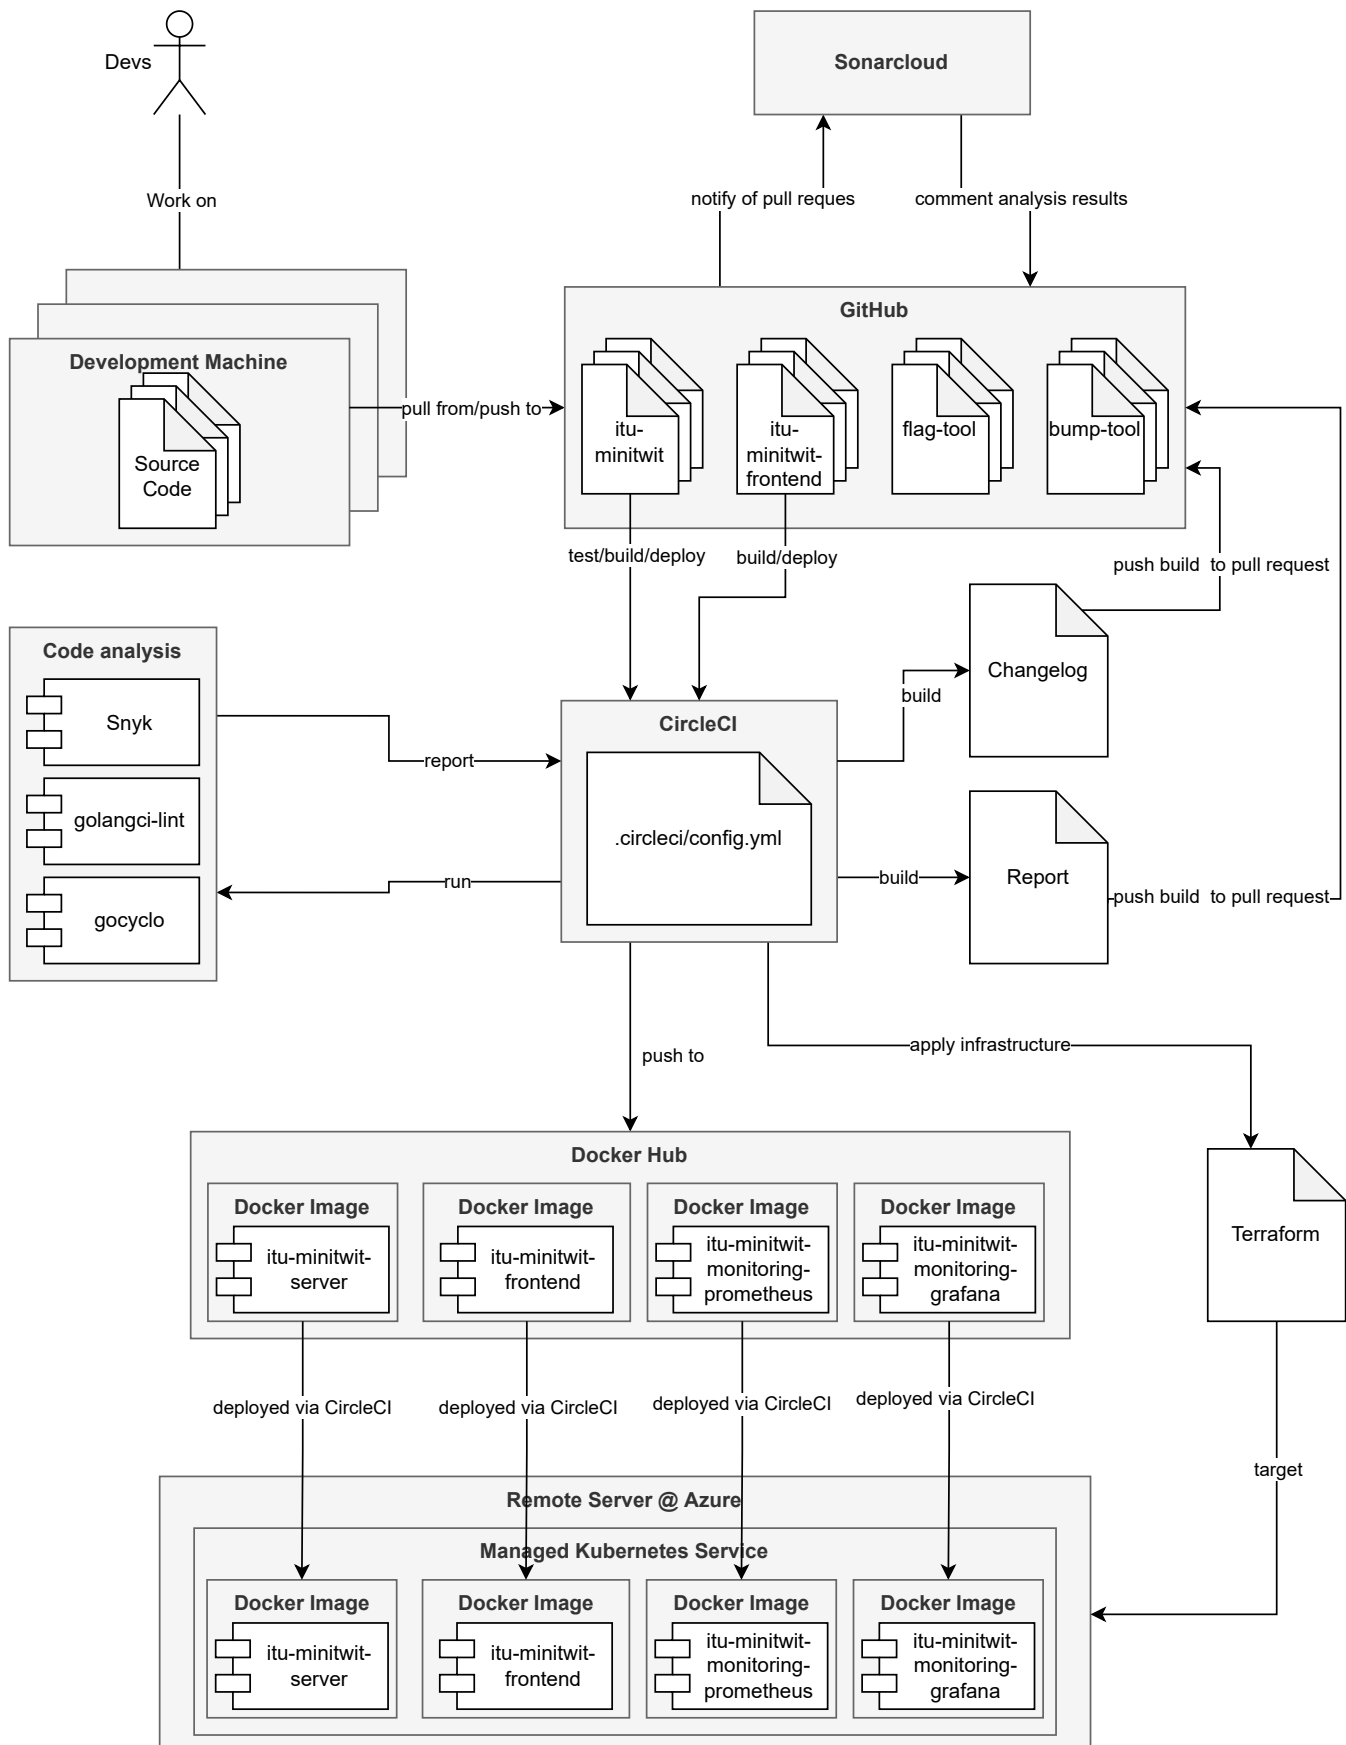 Devs
Work on
Sonarcloud
notify of pull reques
comment analysis results
Development Machine
Source
Code
pull from/push to
GitHub
itu-
minitwit
itu-
minitwit-
frontend
flag-tool
bump-tool
test/build/deploy
build/deploy
push build  to pull request
Code analysis
Snyk
golangci-lint
gocyclo
report
run
CircleCI
.circleci/config.yml
build
Changelog
build
Report
push build  to pull request
push to
apply infrastructure
Docker Hub
Docker Image
itu-minitwit-
server
Docker Image
itu-minitwit-
frontend
Docker Image
itu-minitwit-
monitoring-
prometheus
Docker Image
itu-minitwit-
monitoring-
grafana
Terraform
deployed via CircleCI
deployed via CircleCI
deployed via CircleCI
deployed via CircleCI
target
Remote Server @ Azure
Managed Kubernetes Service
Docker Image
itu-minitwit-
server
Docker Image
itu-minitwit-
frontend
Docker Image
itu-minitwit-
monitoring-
prometheus
Docker Image
itu-minitwit-
monitoring-
grafana